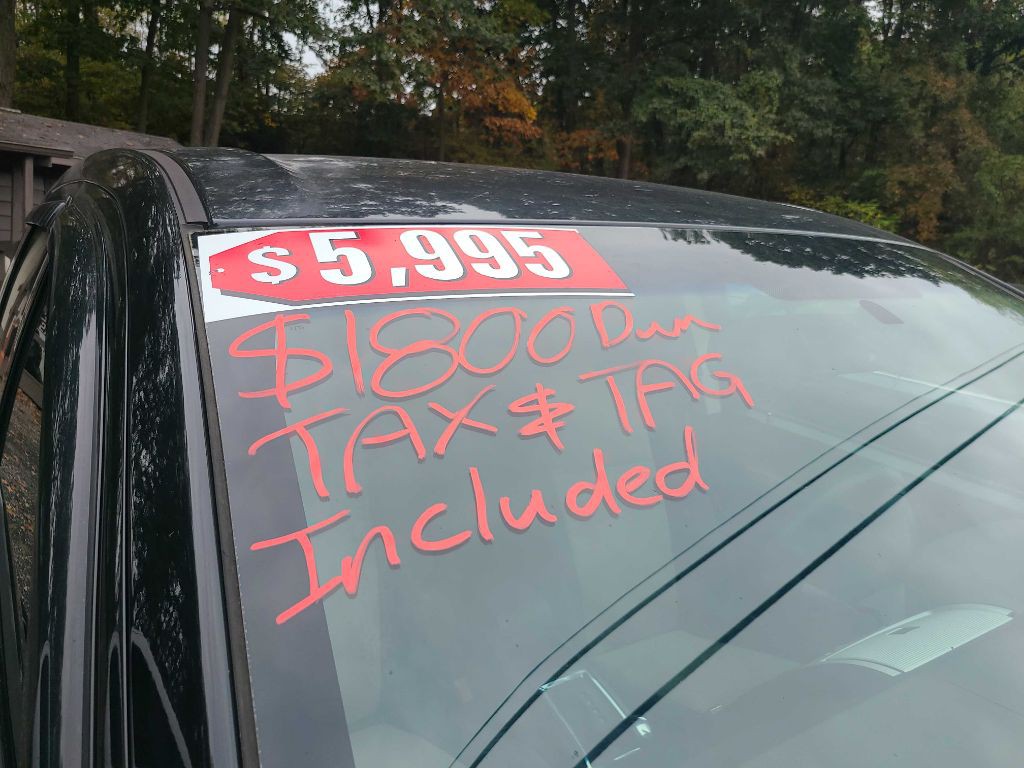 $5,995
$1800 Dwn
TAX & TAG
Included